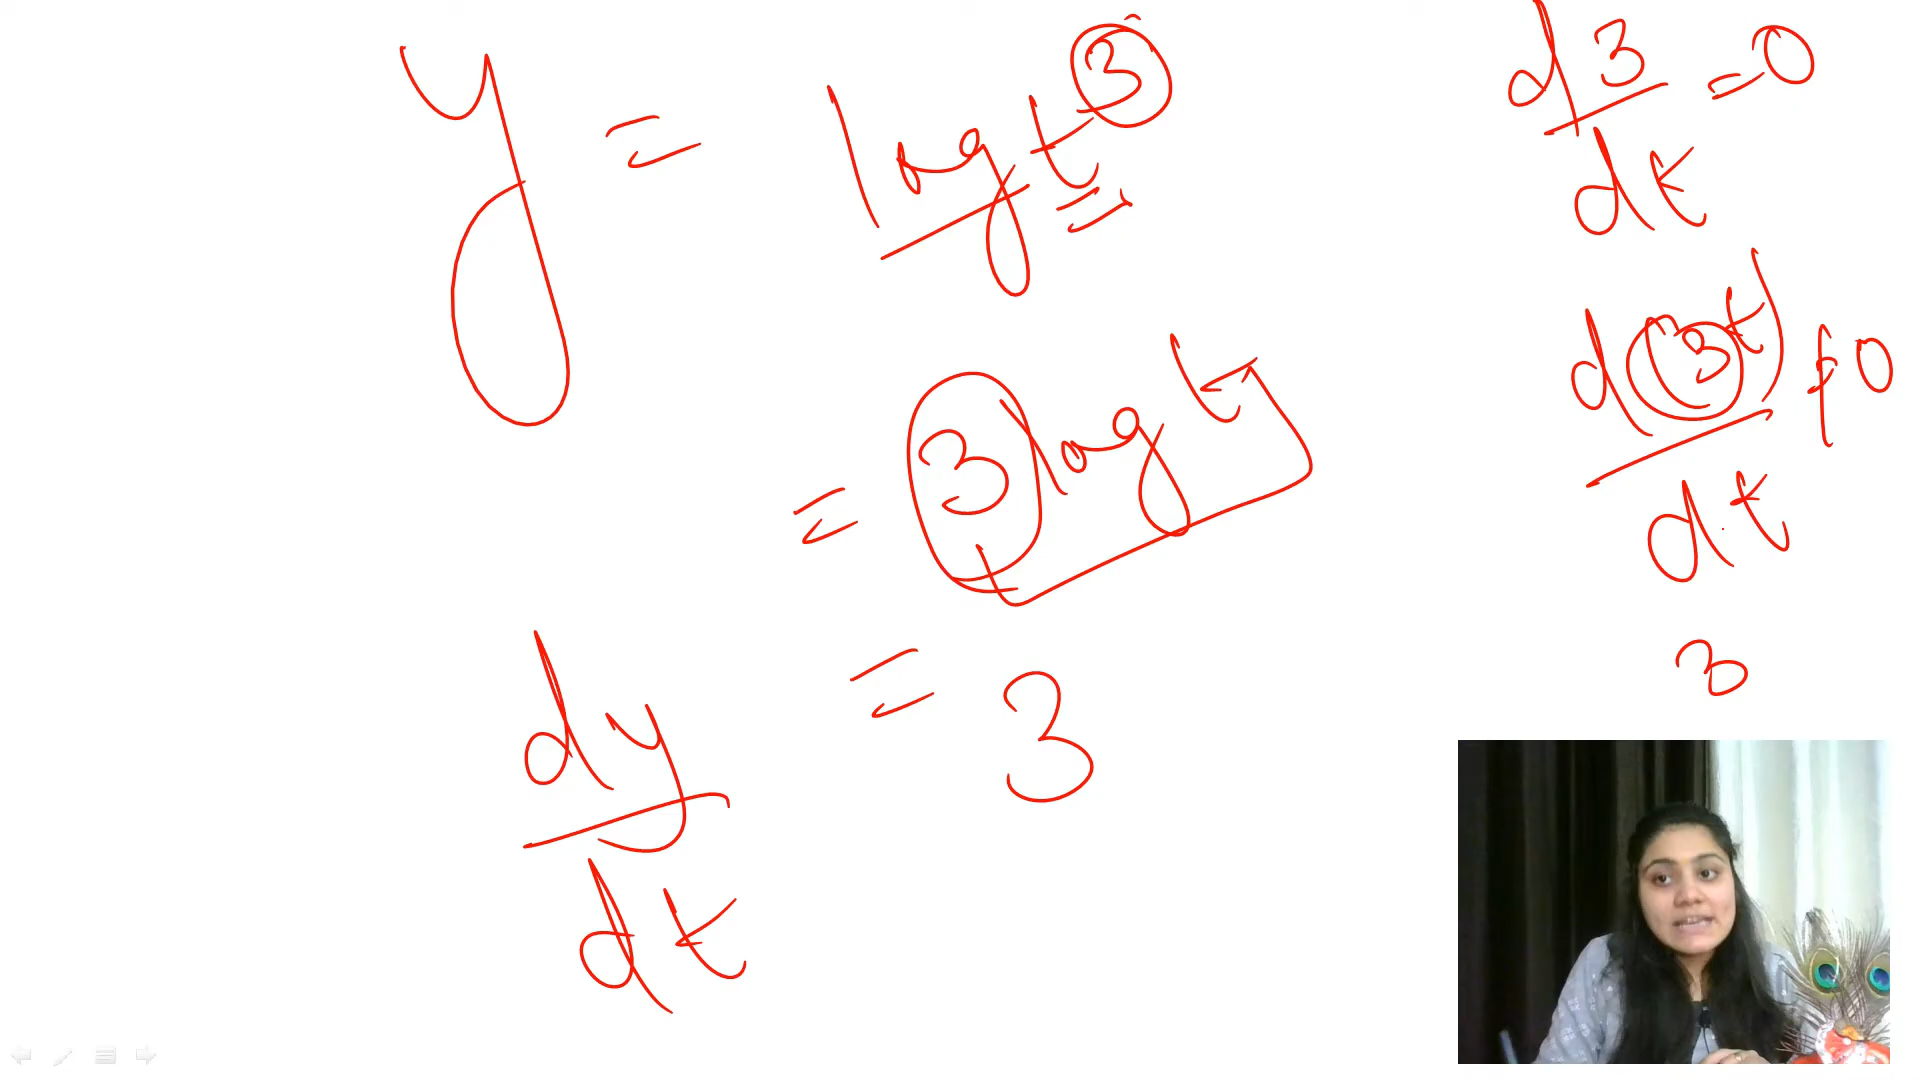 y = log t³
= 3 log t
dy/dt = 3
d3/dt = 0
d(3t)/dt ≠ 0
3